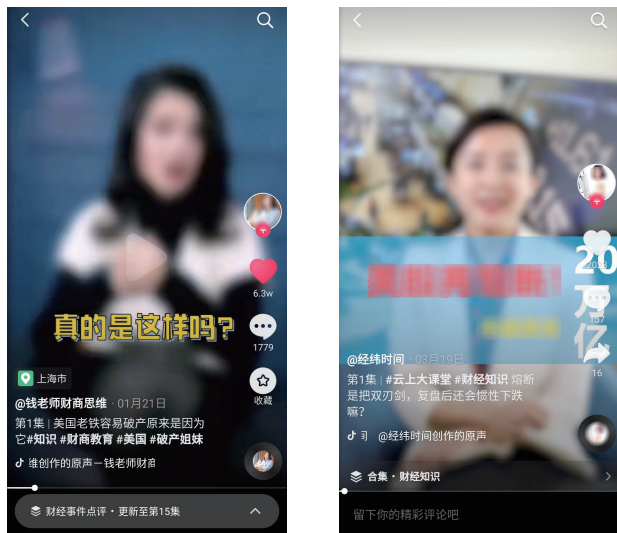 6.3w
真的是这样吗?
1779
上海市
收藏
@钱老师财商思维 · 01月21日
第1集 | 美国老铁容易破产原来是因为
它#知识 #财商教育 #美国 #破产姐妹
维创作的原声－钱老师财商
财经事件点评 · 更新至第15集
20
万
亿
157
16
@经纬时间 · 03月19日
第1集 | #云上大课堂 #财经知识 熔断
是把双刃剑，复盘后还会惯性下跌
嘛?
@经纬时间创作的原声
合集 · 财经知识
留下你的精彩评论吧